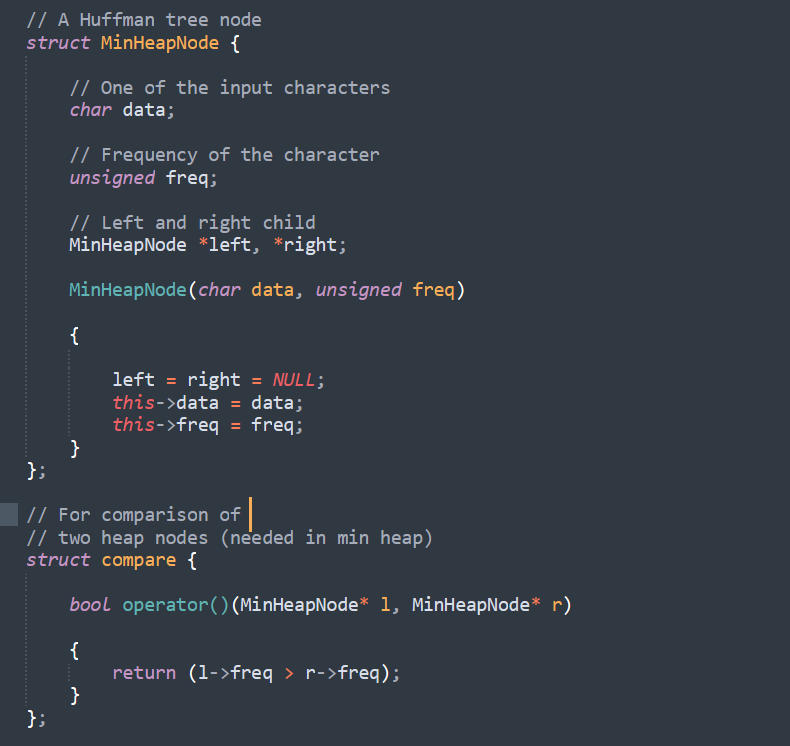 // A Huffman tree node
struct MinHeapNode {
// One of the input characters
char data;
// Frequency of the character
unsigned freq;
// Left and right child
MinHeapNode *left, *right;
MinHeapNode(char data, unsigned freq)
{
left = right = NULL;
this->data = data;
this->freq = freq;
}
};
// For comparison of
// two heap nodes (needed in min heap)
struct compare {
bool operator()(MinHeapNode* l, MinHeapNode* r)
{
return (l->freq > r->freq);
}
};